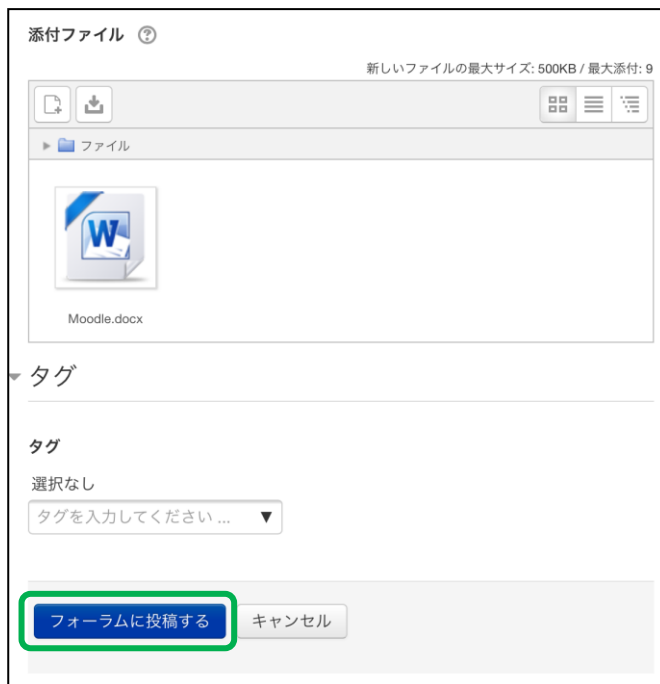 添付ファイル
新しいファイルの最大サイズ: 500KB / 最大添付: 9
ファイル
W
Moodle.docx
タグ
タグ
選択なし
タグを入力してください ...
フォーラムに投稿する
キャンセル